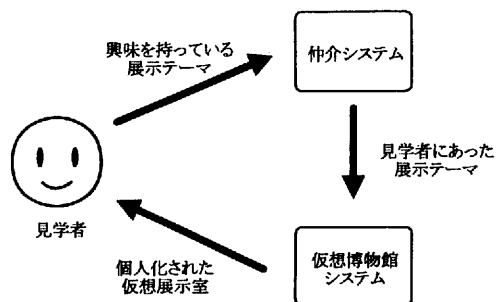 興味を持っている
展示テーマ
仲介システム
見学者にあった
展示テーマ
見学者
個人化された
仮想展示室
仮想博物館
システム